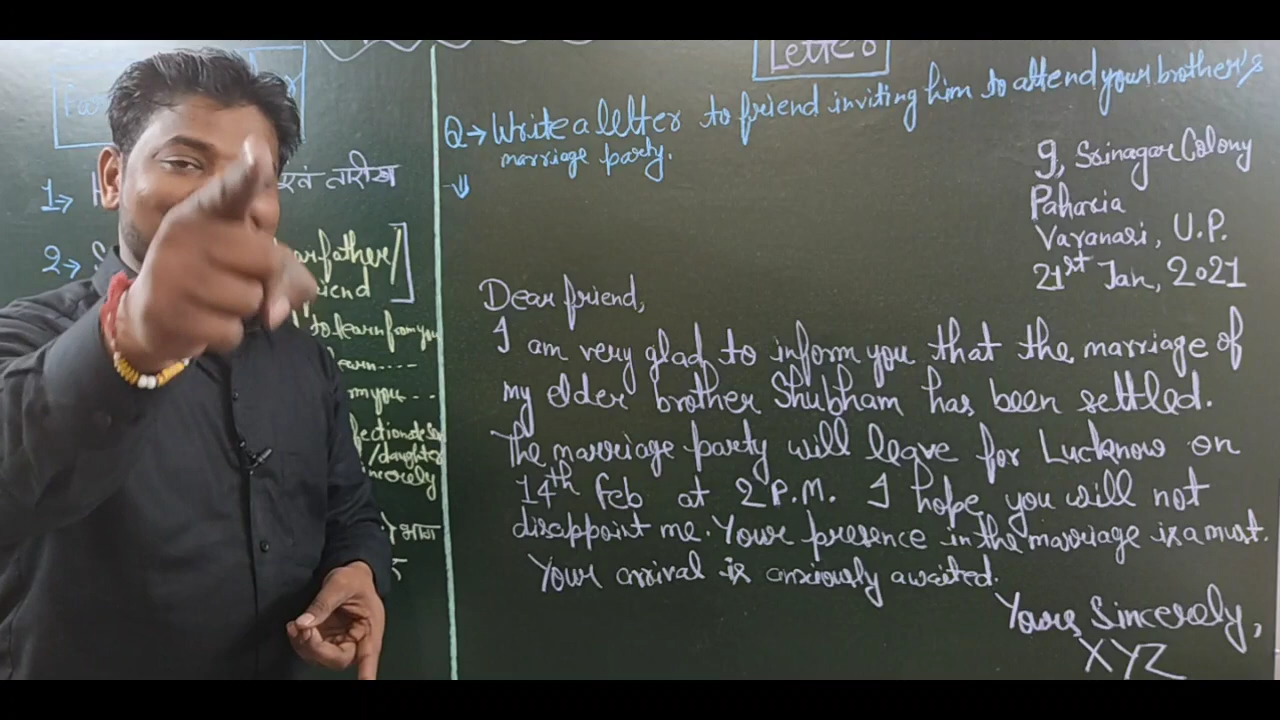 1→
एवं तारीख
2→
father/
to learn from you
learn....
m you...
/daughter
भाग
Letter
Q→ Write a letter to friend inviting him to attend your brother's
marriage party.
9, Srinagar Colony
Paharia
Varanasi, U.P.
21st Jan, 2021
Dear friend,
I am very glad to inform you that the marriage of
my elder brother Shubham has been settled.
The marriage party will leave for Lucknow on
14th Feb at 2 P.M. I hope you will not
disappoint me. Your presence in the marriage is a must.
Your arrival is anxiously awaited.
Yours Sincerely,
XYZ